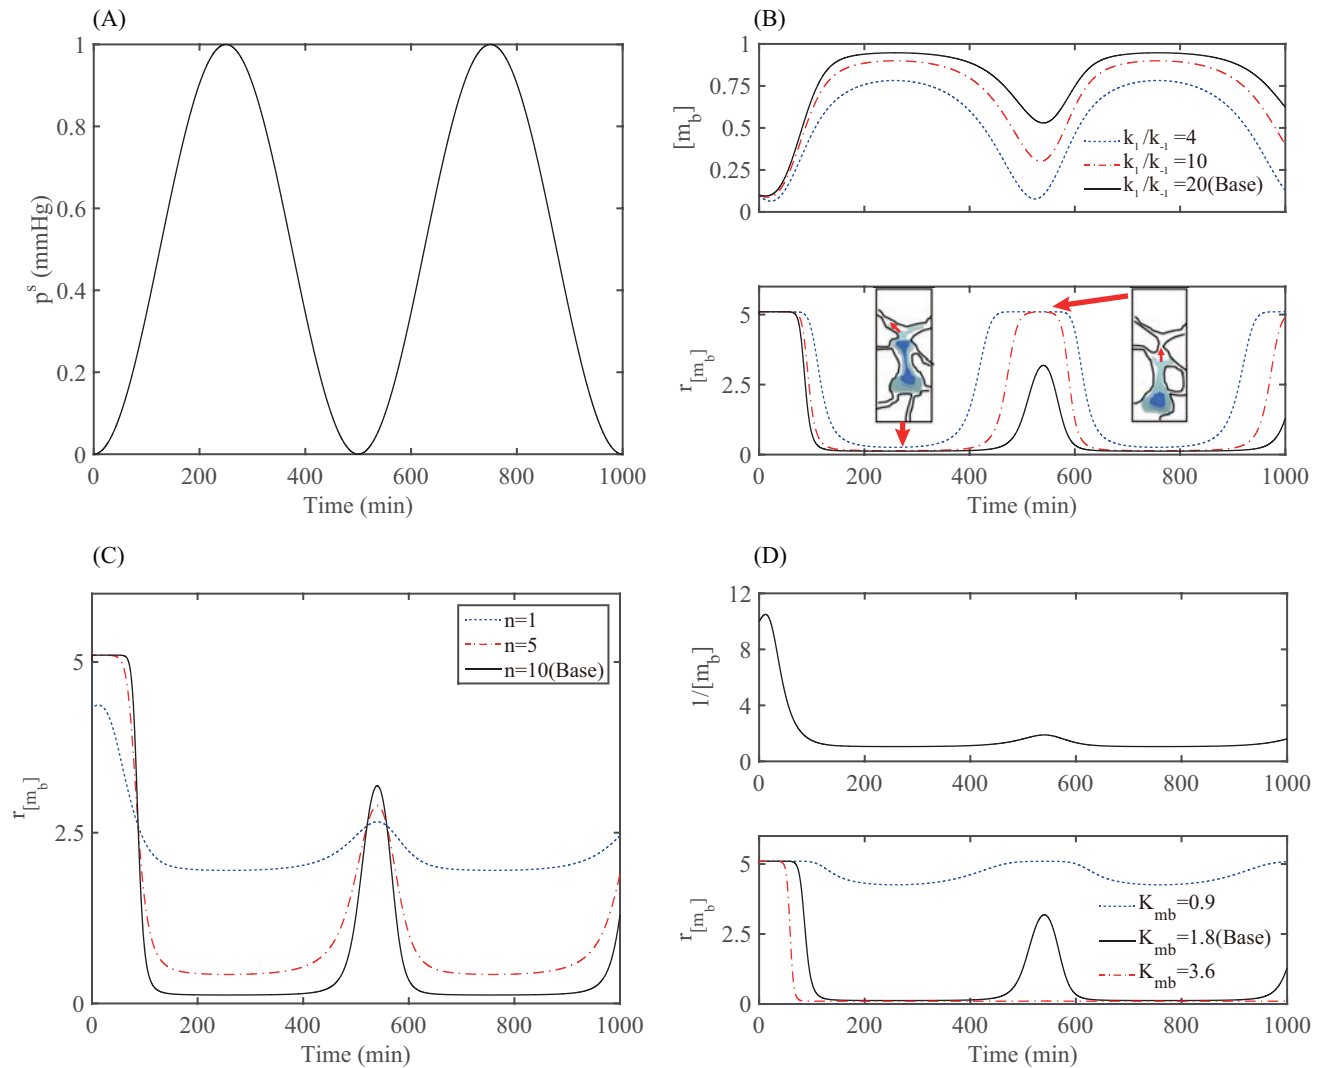 (A)
1
0.8
0.6
0.4
0.2
0
p^s (mmHg)
0 200 400 600 800 1000
Time (min)
(B)
1
0.75
0.5
0.25
0
[m_b]
k_1/k_-1=4
k_1/k_-1=10
k_1/k_-1=20(Base)
5
2.5
0
r_[m_b]
0 200 400 600 800 1000
Time (min)
(C)
n=1
n=5
n=10(Base)
5
2.5
0
r_[m_b]
0 200 400 600 800 1000
Time (min)
(D)
12
8
4
0
1/[m_b]
0 200 400 600 800 1000
5
2.5
0
r_[m_b]
K_mb=0.9
K_mb=1.8(Base)
K_mb=3.6
0 200 400 600 800 1000
Time (min)